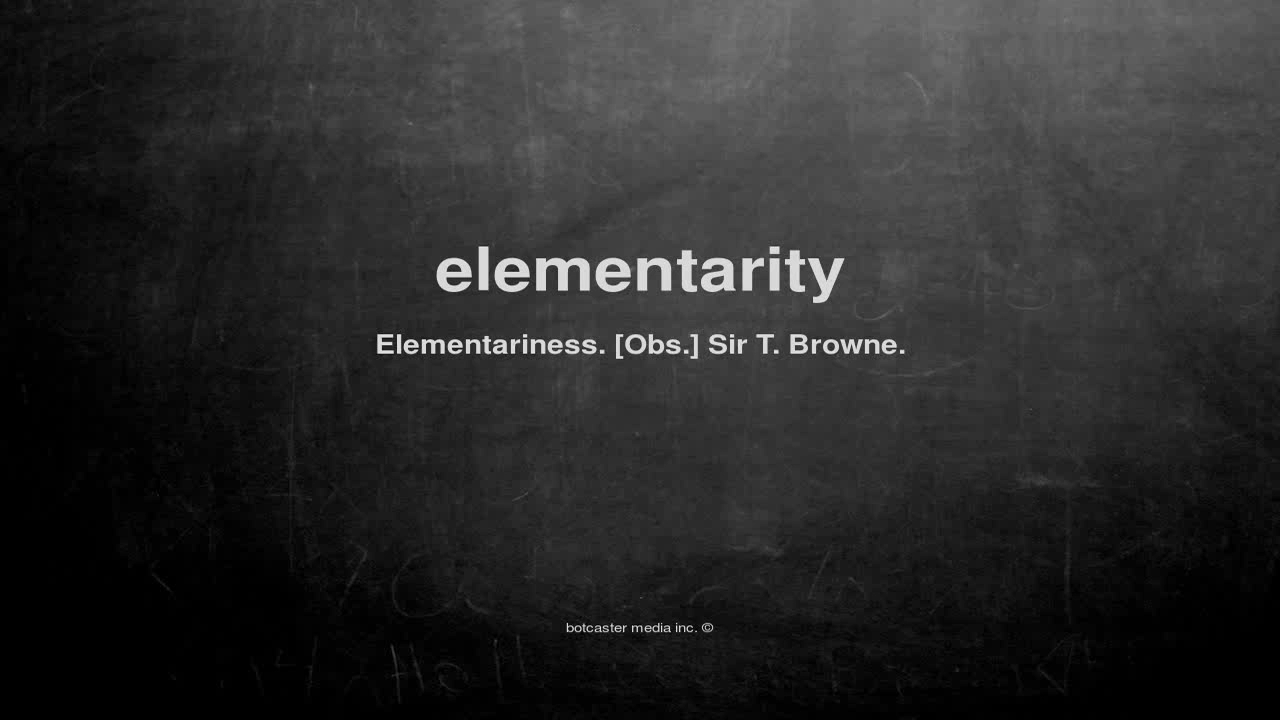 elementarity
Elementariness. [Obs.] Sir T. Browne.
botcaster media inc. ©